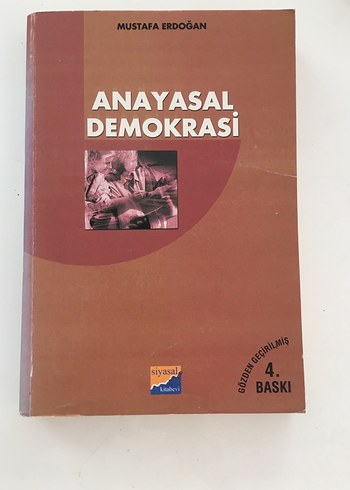 MUSTAFA ERDOĞAN
ANAYASAL
DEMOKRASİ
GÖZDEN GEÇİRİLMİŞ
4.
BASKI
siyasal
kitabevi